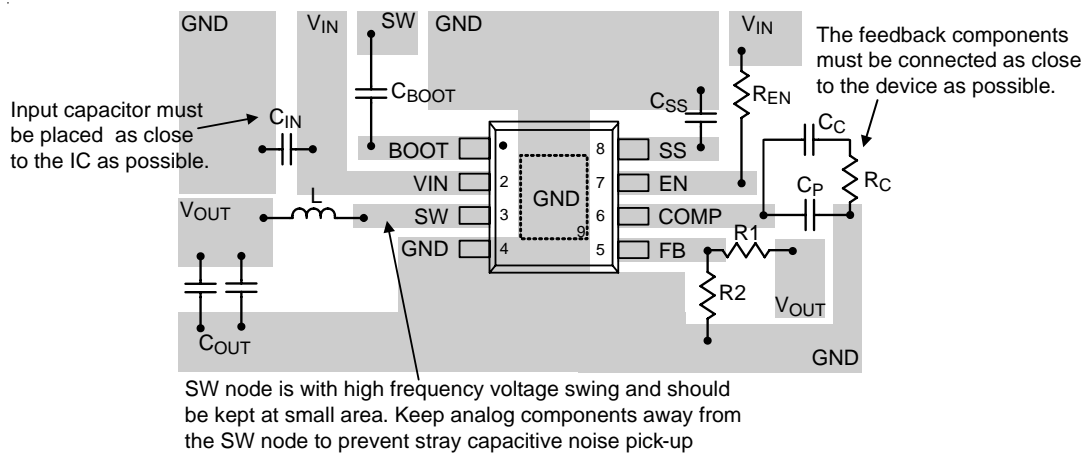 GND
VIN
SW
GND
VIN
The feedback components
must be connected as close
to the device as possible.
Input capacitor must
be placed as close
to the IC as possible.
CIN
CBOOT
CSS
REN
CC
RC
CP
BOOT
VIN
SW
GND
2
3
4
GND
9
8
7
6
5
SS
EN
COMP
FB
L
VOUT
COUT
R1
R2
VOUT
GND
SW node is with high frequency voltage swing and should
be kept at small area. Keep analog components away from
the SW node to prevent stray capacitive noise pick-up